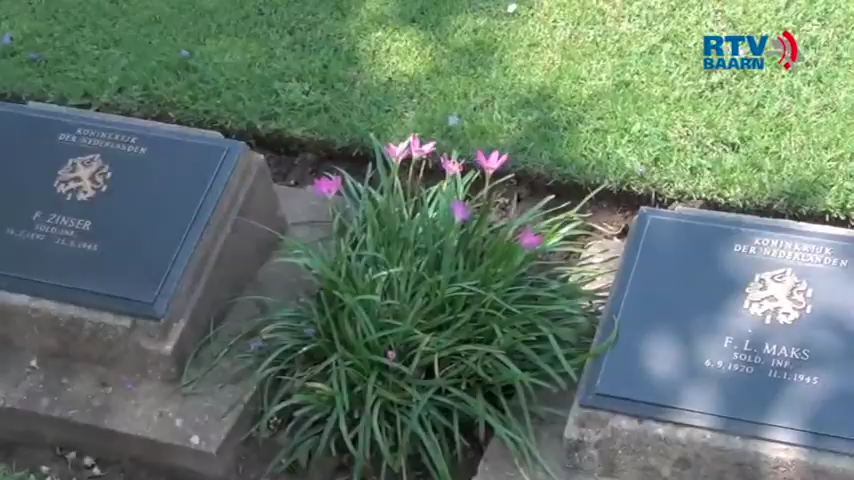 RTV
BAARN
KONINKRIJK
DER NEDERLANDEN
F. ZINSER
SOLD. INF.
KONINKRIJK
DER NEDERLANDEN
F. L. MAKS
SOLD. INF.
6.9.1920 11.1.1945